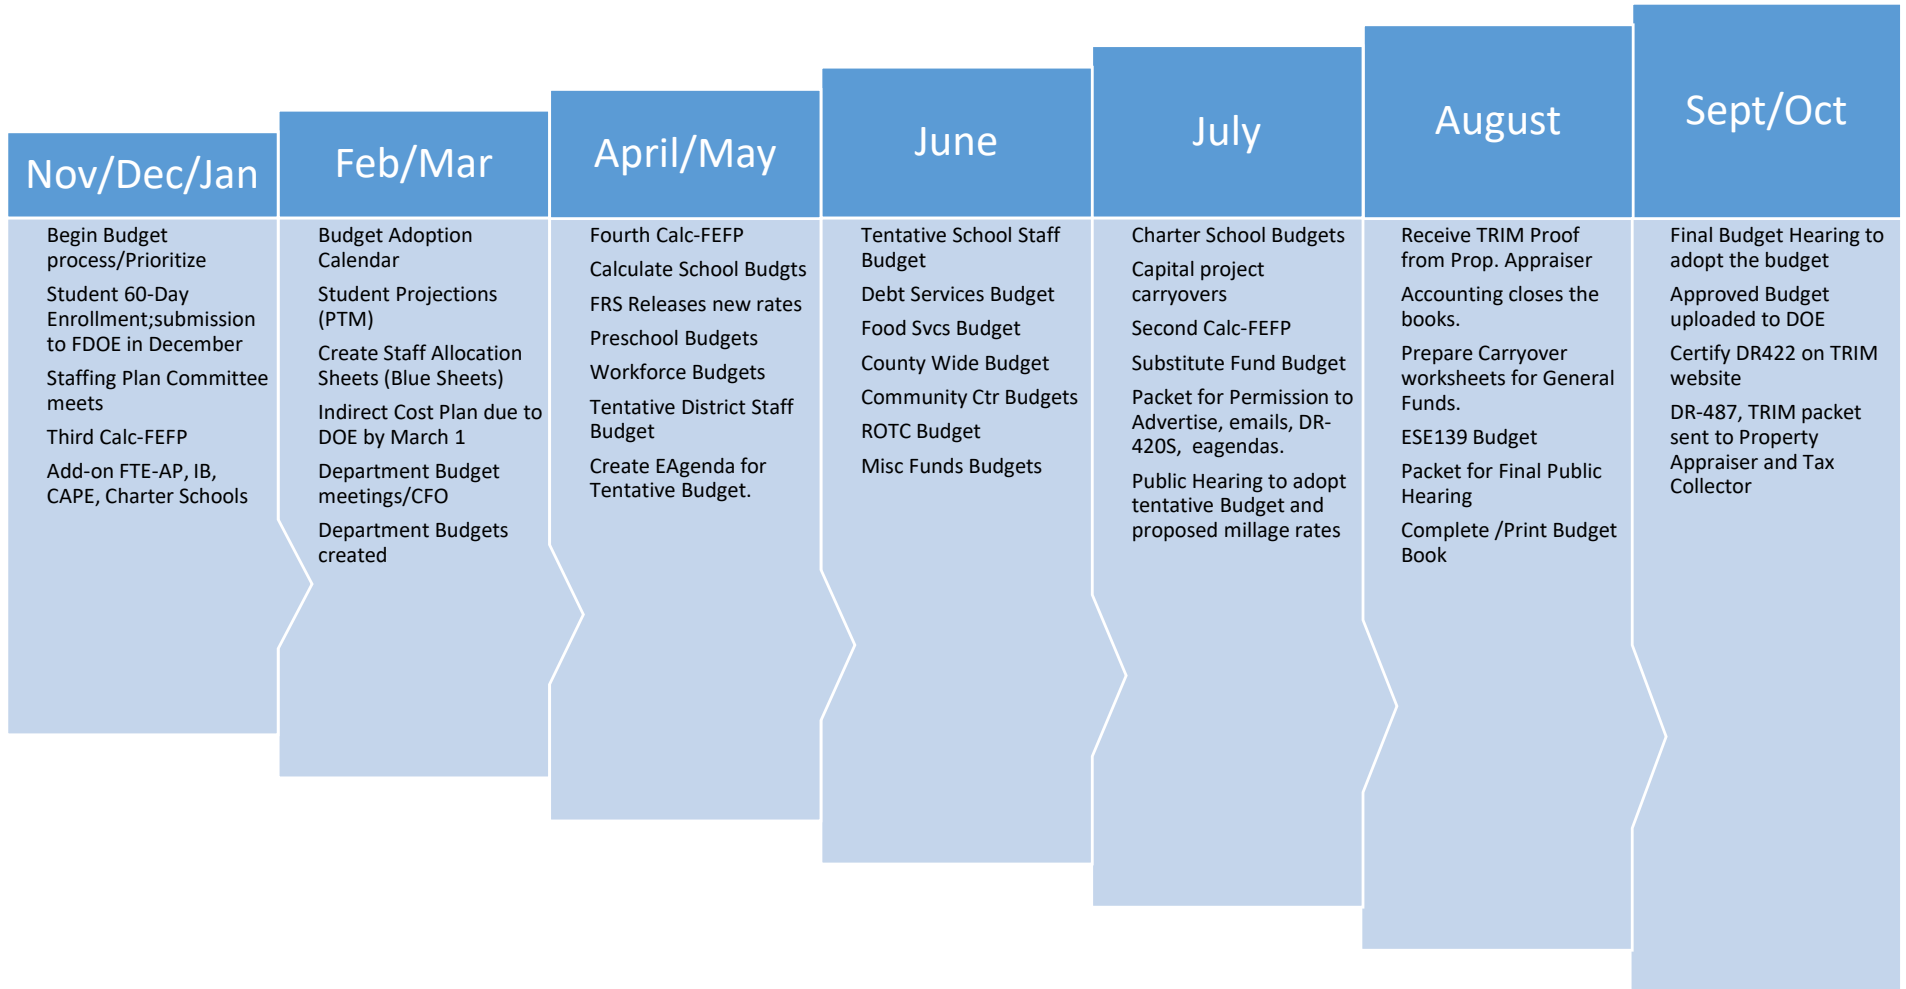 Nov/Dec/Jan
Begin Budget
process/Prioritize
Student 60-Day
Enrollment;submission
to FDOE in December
Staffing Plan Committee
meets
Third Calc-FEFP
Add-on FTE-AP, IB,
CAPE, Charter Schools
Feb/Mar
Budget Adoption
Calendar
Student Projections
(PTM)
Create Staff Allocation
Sheets (Blue Sheets)
Indirect Cost Plan due to
DOE by March 1
Department Budget
meetings/CFO
Department Budgets
created
April/May
Fourth Calc-FEFP
Calculate School Budgts
FRS Releases new rates
Preschool Budgets
Workforce Budgets
Tentative District Staff
Budget
Create EAgenda for
Tentative Budget.
June
Tentative School Staff
Budget
Debt Services Budget
Food Svcs Budget
County Wide Budget
Community Ctr Budgets
ROTC Budget
Misc Funds Budgets
July
Charter School Budgets
Capital project
carryovers
Second Calc-FEFP
Substitute Fund Budget
Packet for Permission to
Advertise, emails, DR-
420S, eagendas.
Public Hearing to adopt
tentative Budget and
proposed millage rates
August
Receive TRIM Proof
from Prop. Appraiser
Accounting closes the
books.
Prepare Carryover
worksheets for General
Funds.
ESE139 Budget
Packet for Final Public
Hearing
Complete /Print Budget
Book
Sept/Oct
Final Budget Hearing to
adopt the budget
Approved Budget
uploaded to DOE
Certify DR422 on TRIM
website
DR-487, TRIM packet
sent to Property
Appraiser and Tax
Collector